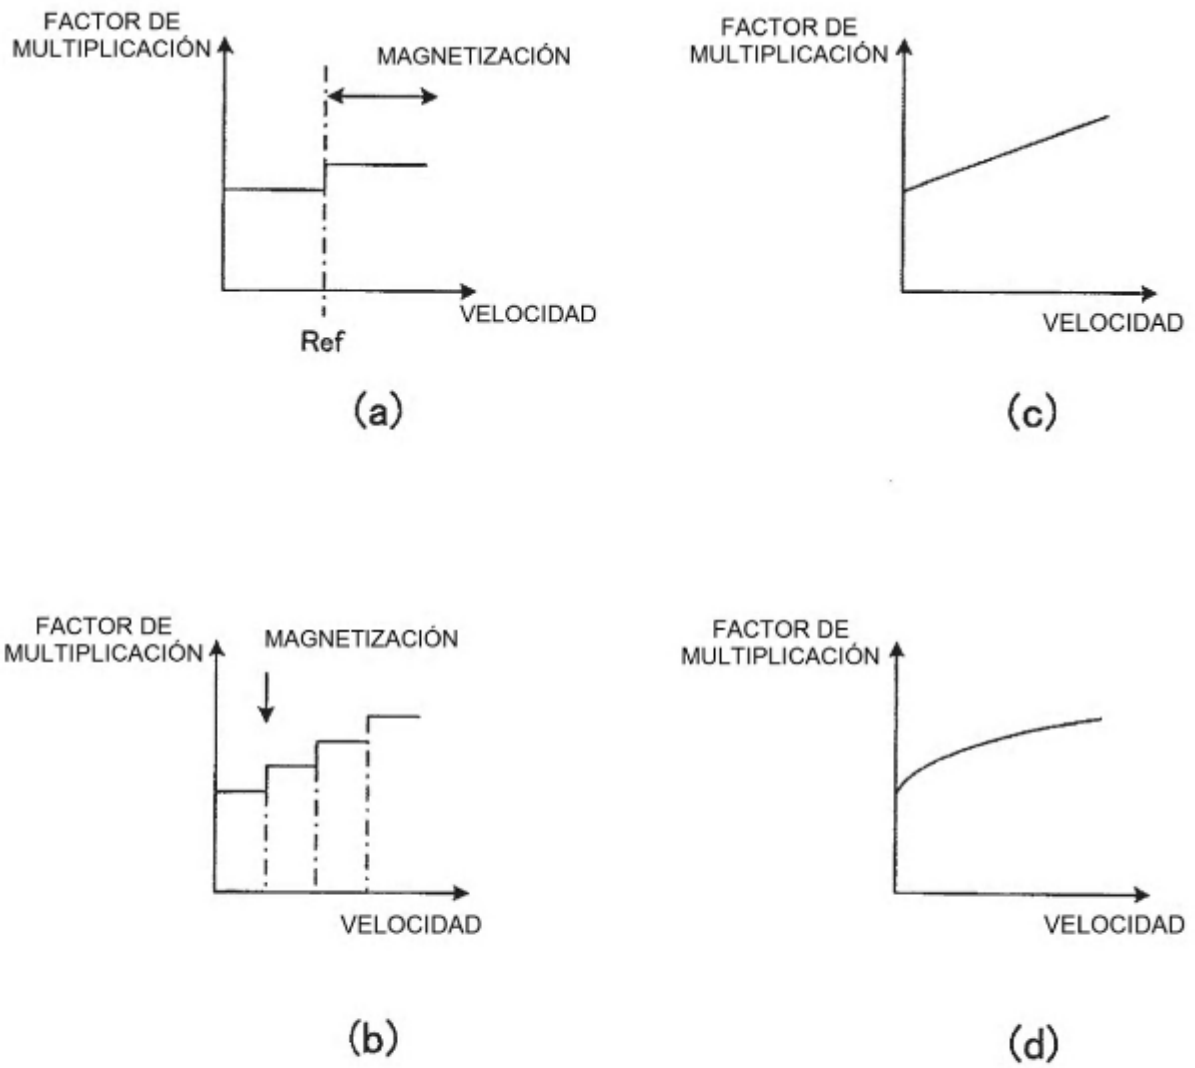 FACTOR DE
MULTIPLICACIÓN
MAGNETIZACIÓN
VELOCIDAD
Ref
(a)
FACTOR DE
MULTIPLICACIÓN
VELOCIDAD
(c)
FACTOR DE
MULTIPLICACIÓN
MAGNETIZACIÓN
VELOCIDAD
(b)
FACTOR DE
MULTIPLICACIÓN
VELOCIDAD
(d)